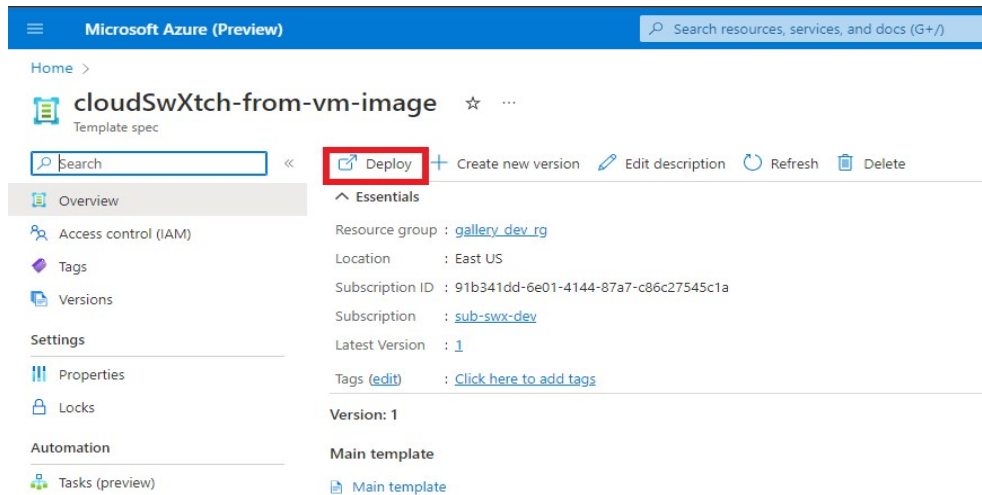 Microsoft Azure (Preview)
Search resources, services, and docs (G+/)
Home >
cloudSwXtch-from-vm-image
Template spec
Search
«
Overview
Access control (IAM)
Tags
Versions
Settings
Properties
Locks
Automation
Tasks (preview)
Deploy
Create new version
Edit description
Refresh
Delete
Essentials
Resource group : gallery_dev_rg
Location : East US
Subscription ID : 91b341dd-6e01-4144-87a7-c86c27545c1a
Subscription : sub-swx-dev
Latest Version : 1
Tags (edit) : Click here to add tags
Version: 1
Main template
Main template